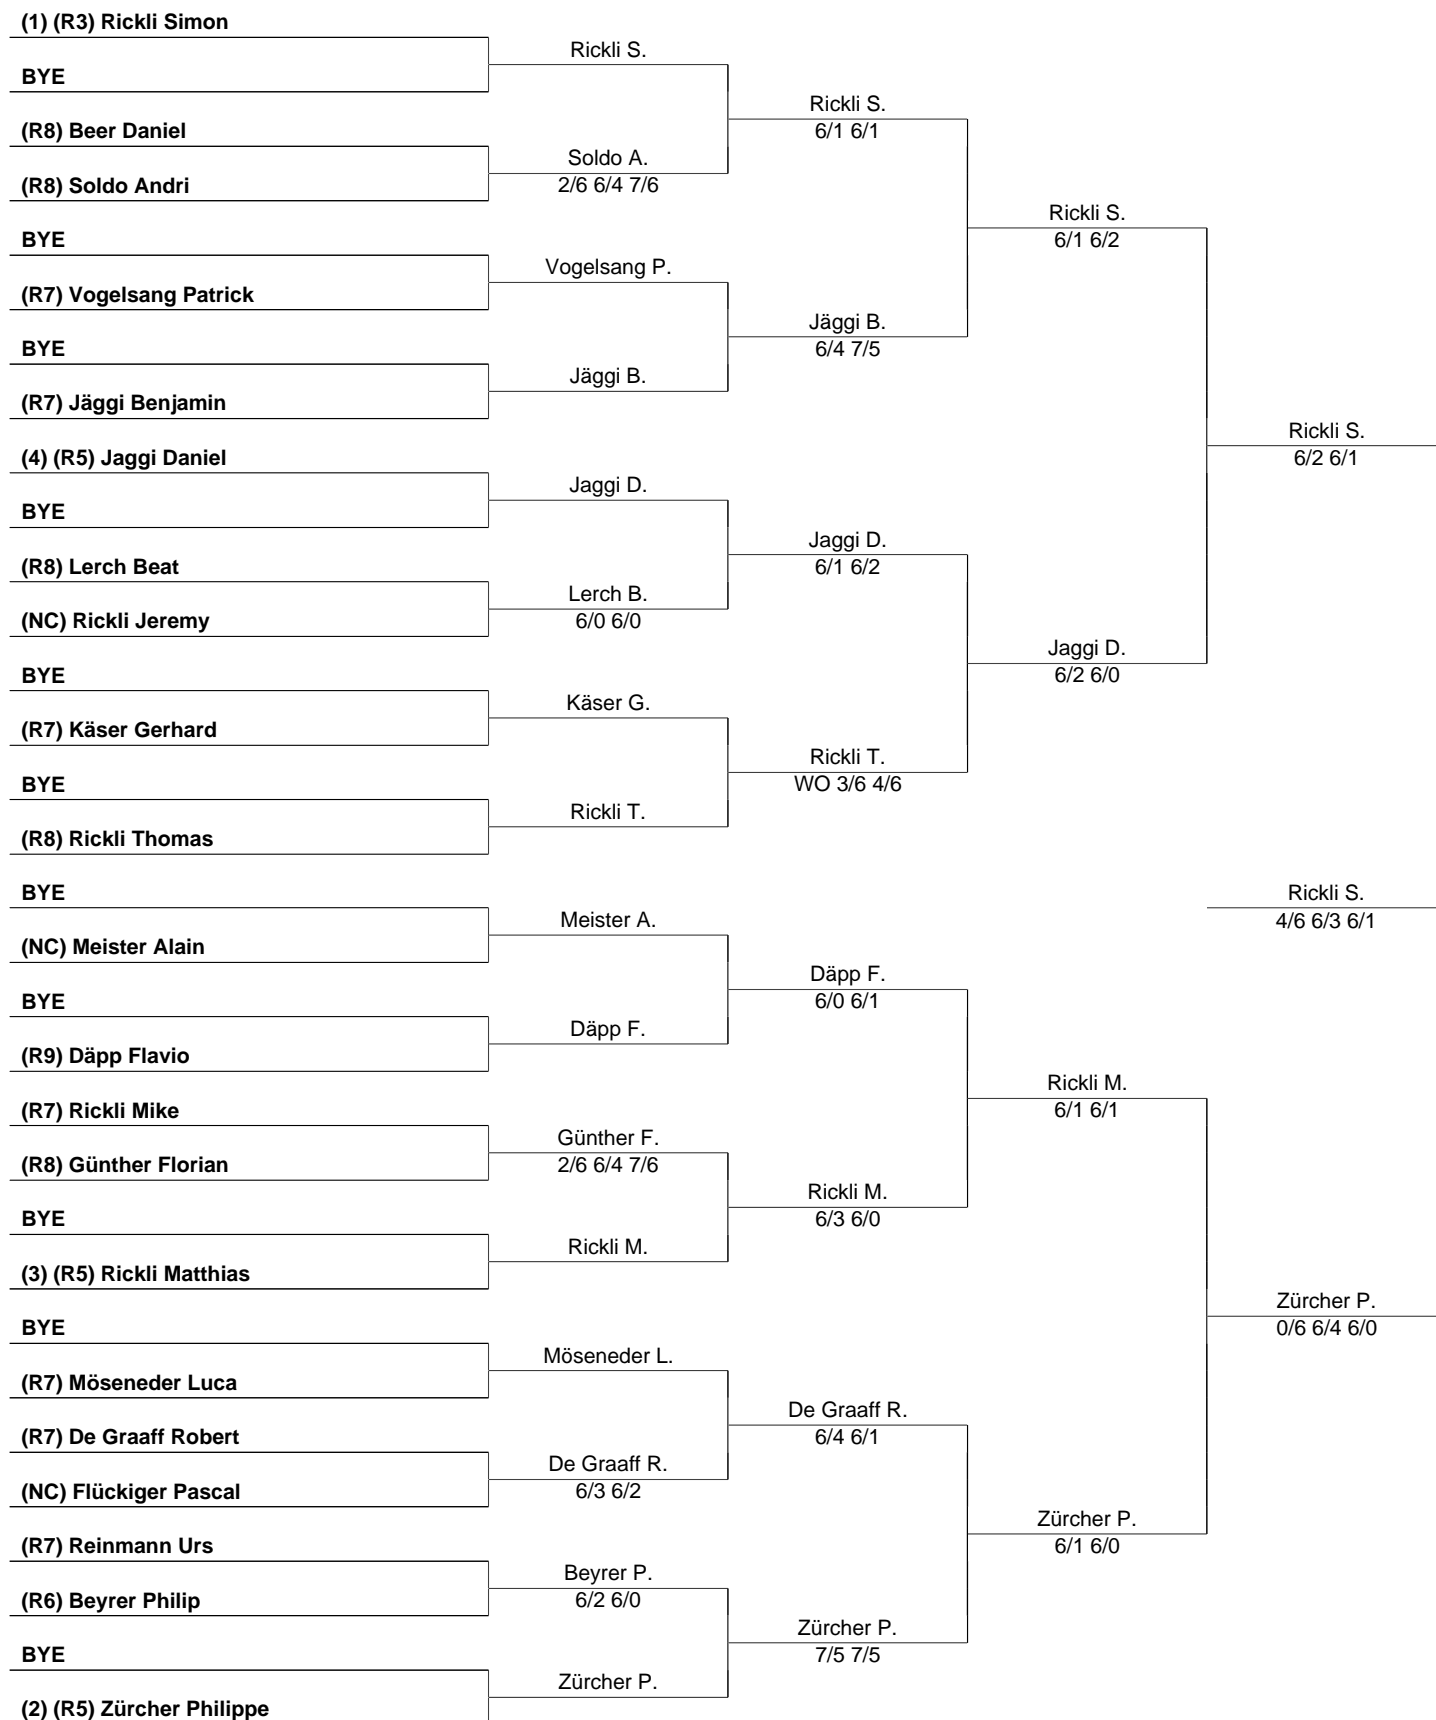 (1) (R3) Rickli Simon
BYE
(R8) Beer Daniel
(R8) Soldo Andri
BYE
(R7) Vogelsang Patrick
BYE
(R7) Jäggi Benjamin
(4) (R5) Jaggi Daniel
BYE
(R8) Lerch Beat
(NC) Rickli Jeremy
BYE
(R7) Käser Gerhard
BYE
(R8) Rickli Thomas
BYE
(NC) Meister Alain
BYE
(R9) Däpp Flavio
(R7) Rickli Mike
(R8) Günther Florian
BYE
(3) (R5) Rickli Matthias
BYE
(R7) Möseneder Luca
(R7) De Graaff Robert
(NC) Flückiger Pascal
(R7) Reinmann Urs
(R6) Beyrer Philip
BYE
(2) (R5) Zürcher Philippe
Rickli S.
Soldo A.
2/6 6/4 7/6
Vogelsang P.
Jäggi B.
Jaggi D.
Lerch B.
6/0 6/0
Käser G.
Rickli T.
Meister A.
Däpp F.
Günther F.
2/6 6/4 7/6
Rickli M.
Möseneder L.
De Graaff R.
6/3 6/2
Beyrer P.
6/2 6/0
Zürcher P.
Rickli S.
6/1 6/1
Jäggi B.
6/4 7/5
Jaggi D.
6/1 6/2
Rickli T.
WO 3/6 4/6
Däpp F.
6/0 6/1
Rickli M.
6/3 6/0
De Graaff R.
6/4 6/1
Zürcher P.
7/5 7/5
Rickli S.
6/1 6/2
Jaggi D.
6/2 6/0
Rickli M.
6/1 6/1
Zürcher P.
6/1 6/0
Rickli S.
6/2 6/1
Rickli S.
4/6 6/3 6/1
Zürcher P.
0/6 6/4 6/0